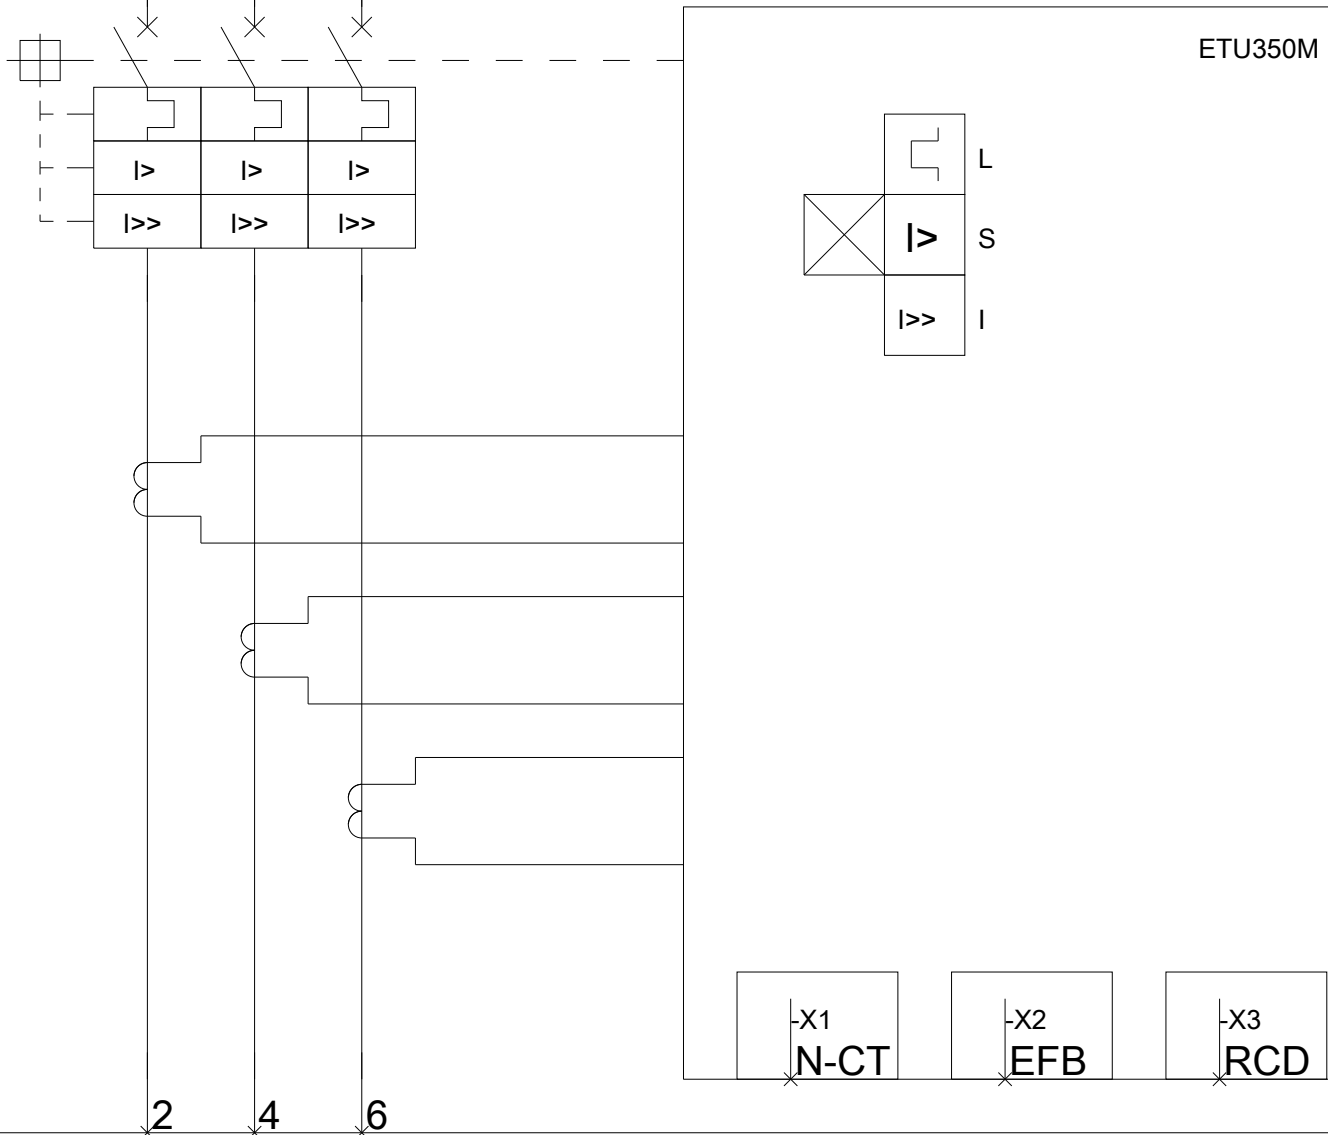 ETU350M
L
I> I> I>
I>> I>> I>>
I> S
I>> I
-X1 -X2 -X3
N-CT EFB RCD
2 4 6